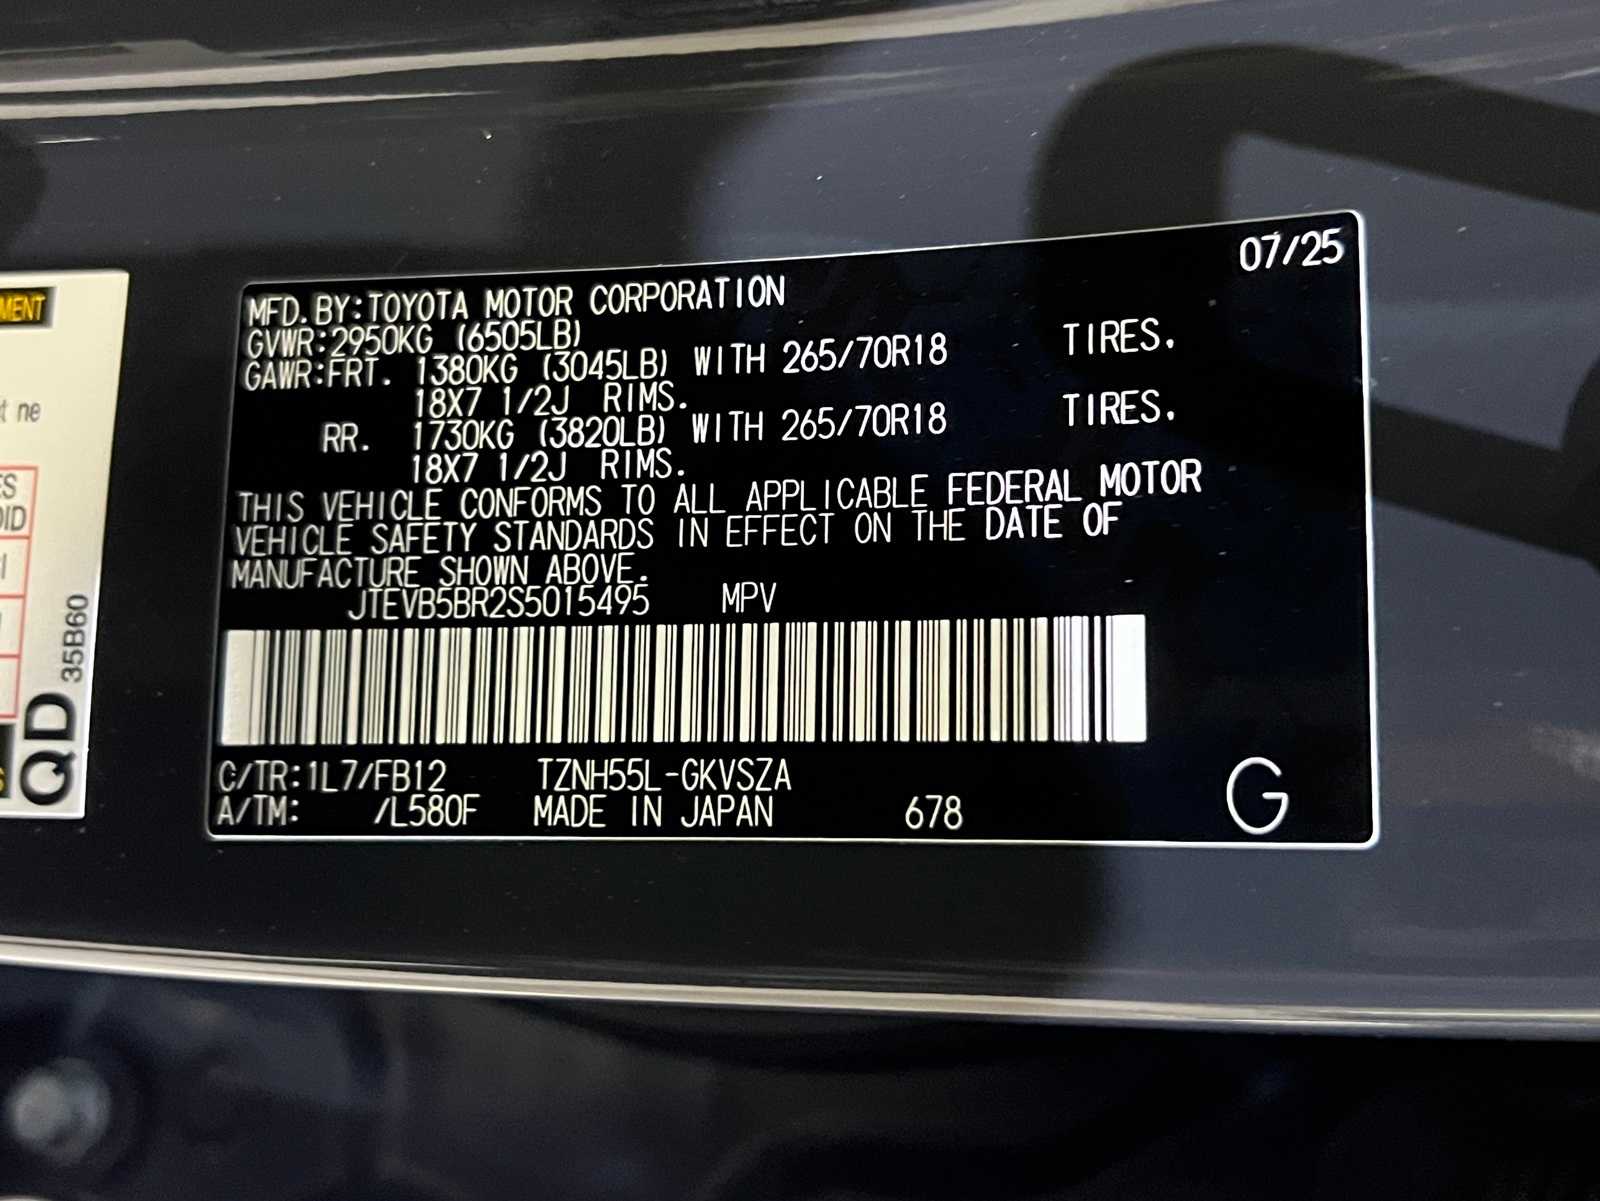 MENT
t ne
ES
OID
35B60
QD
07/25
MFD.BY:TOYOTA MOTOR CORPORATION
GVWR:2950KG (6505LB)
GAWR:FRT. 1380KG (3045LB) WITH 265/70R18 TIRES.
18X7 1/2J RIMS.
RR. 1730KG (3820LB) WITH 265/70R18 TIRES.
18X7 1/2J RIMS.
THIS VEHICLE CONFORMS TO ALL APPLICABLE FEDERAL MOTOR
VEHICLE SAFETY STANDARDS IN EFFECT ON THE DATE OF
MANUFACTURE SHOWN ABOVE.
JTEVB5BR2S5015495 MPV
C/TR:1L7/FB12 TZNH55L-GKVSZA
A/TM: /L580F MADE IN JAPAN 678
G